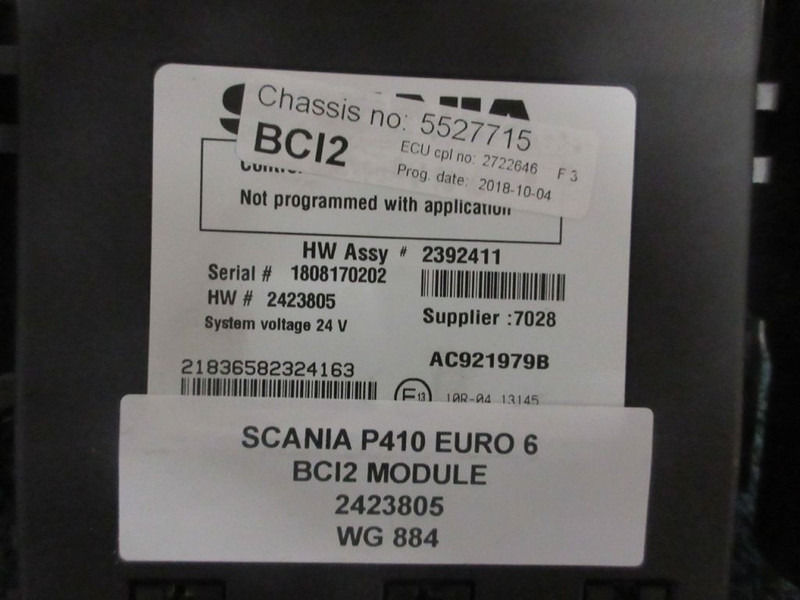 Chassis no: 5527715
BCI2
ECU cpl no: 2722646 F 3
Prog. date: 2018-10-04
Not programmed with application
HW Assy # 2392411
Serial # 1808170202
HW # 2423805
Supplier :7028
System voltage 24 V
AC921979B
21836582324163
E13
10R-04 13145
SCANIA P410 EURO 6
BCI2 MODULE
2423805
WG 884